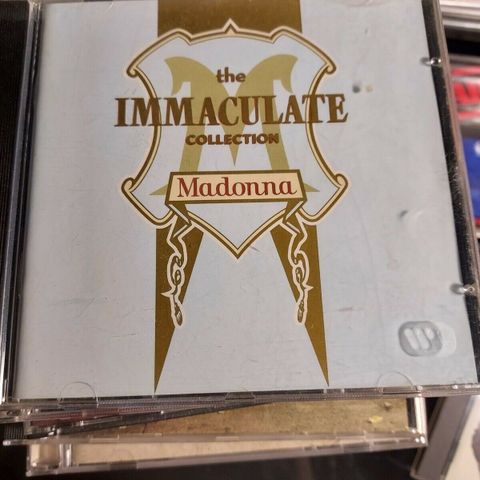 the
IMMACULATE
COLLECTION
Madonna